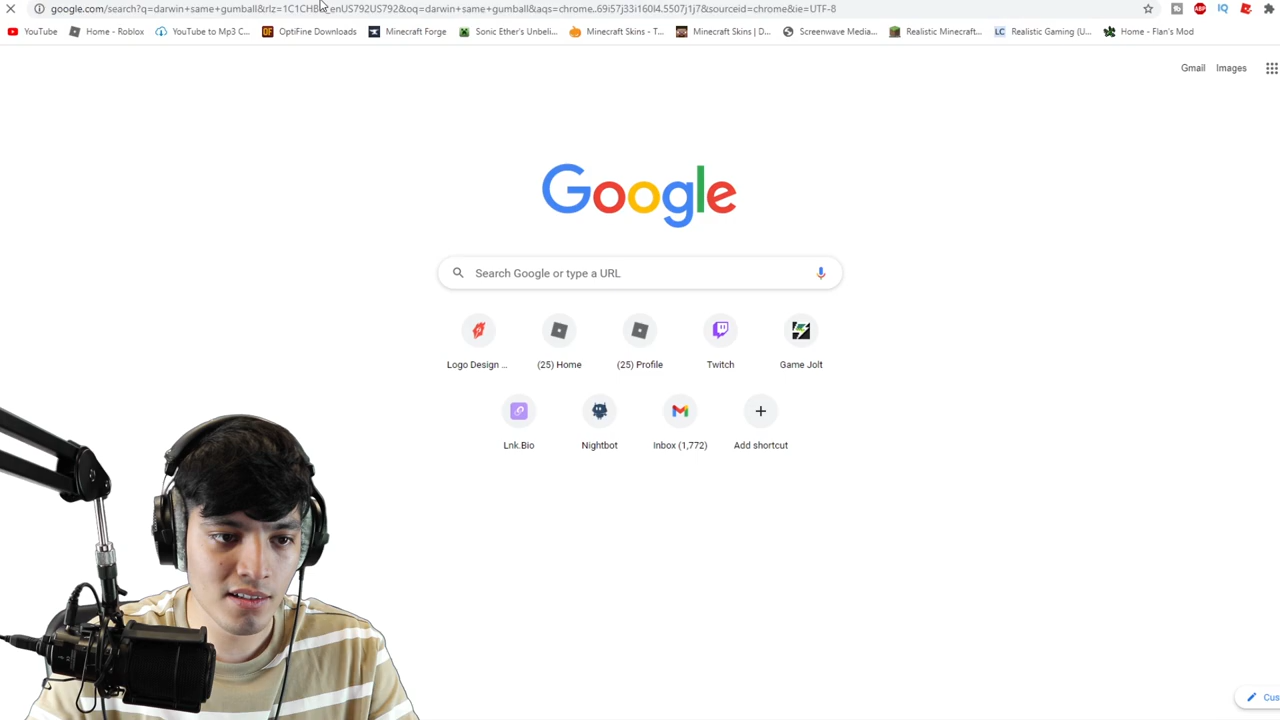 google.com/search?q=darwin+same+gumball&rlz=1C1CHB
enUS792US792&oq=darwin+same+gumball&aqs=chrome..69i57j33i160l4.5507j1j7&sourceid=chrome&ie=UTF-8
YouTube Home - Roblox YouTube to Mp3 C... OptiFine Downloads Minecraft Forge Sonic Ether's Unbeli... Minecraft Skins - T... Minecraft Skins | D... Screenwave Media... Realistic Minecraft... Realistic Gaming (U... Home - Flan's Mod
Gmail Images
Google
Search Google or type a URL
Logo Design ... (25) Home (25) Profile Twitch Game Jolt
Lnk.Bio Nightbot Inbox (1,772) Add shortcut
Cus